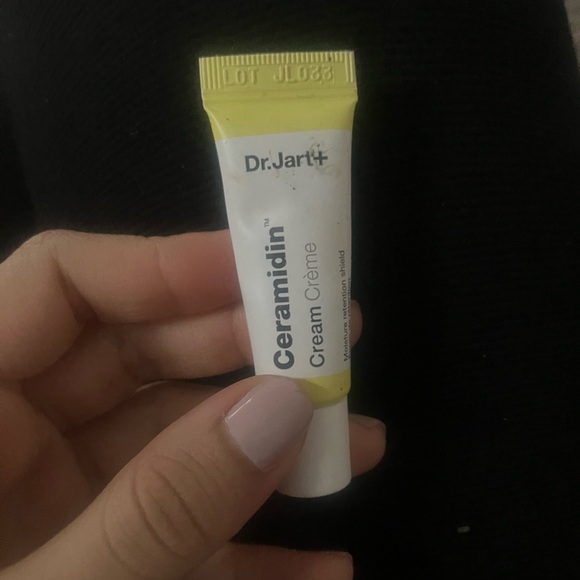 LOT JL033
Dr.Jart+
Ceramidin™
Cream Crème
Moisture retention shield